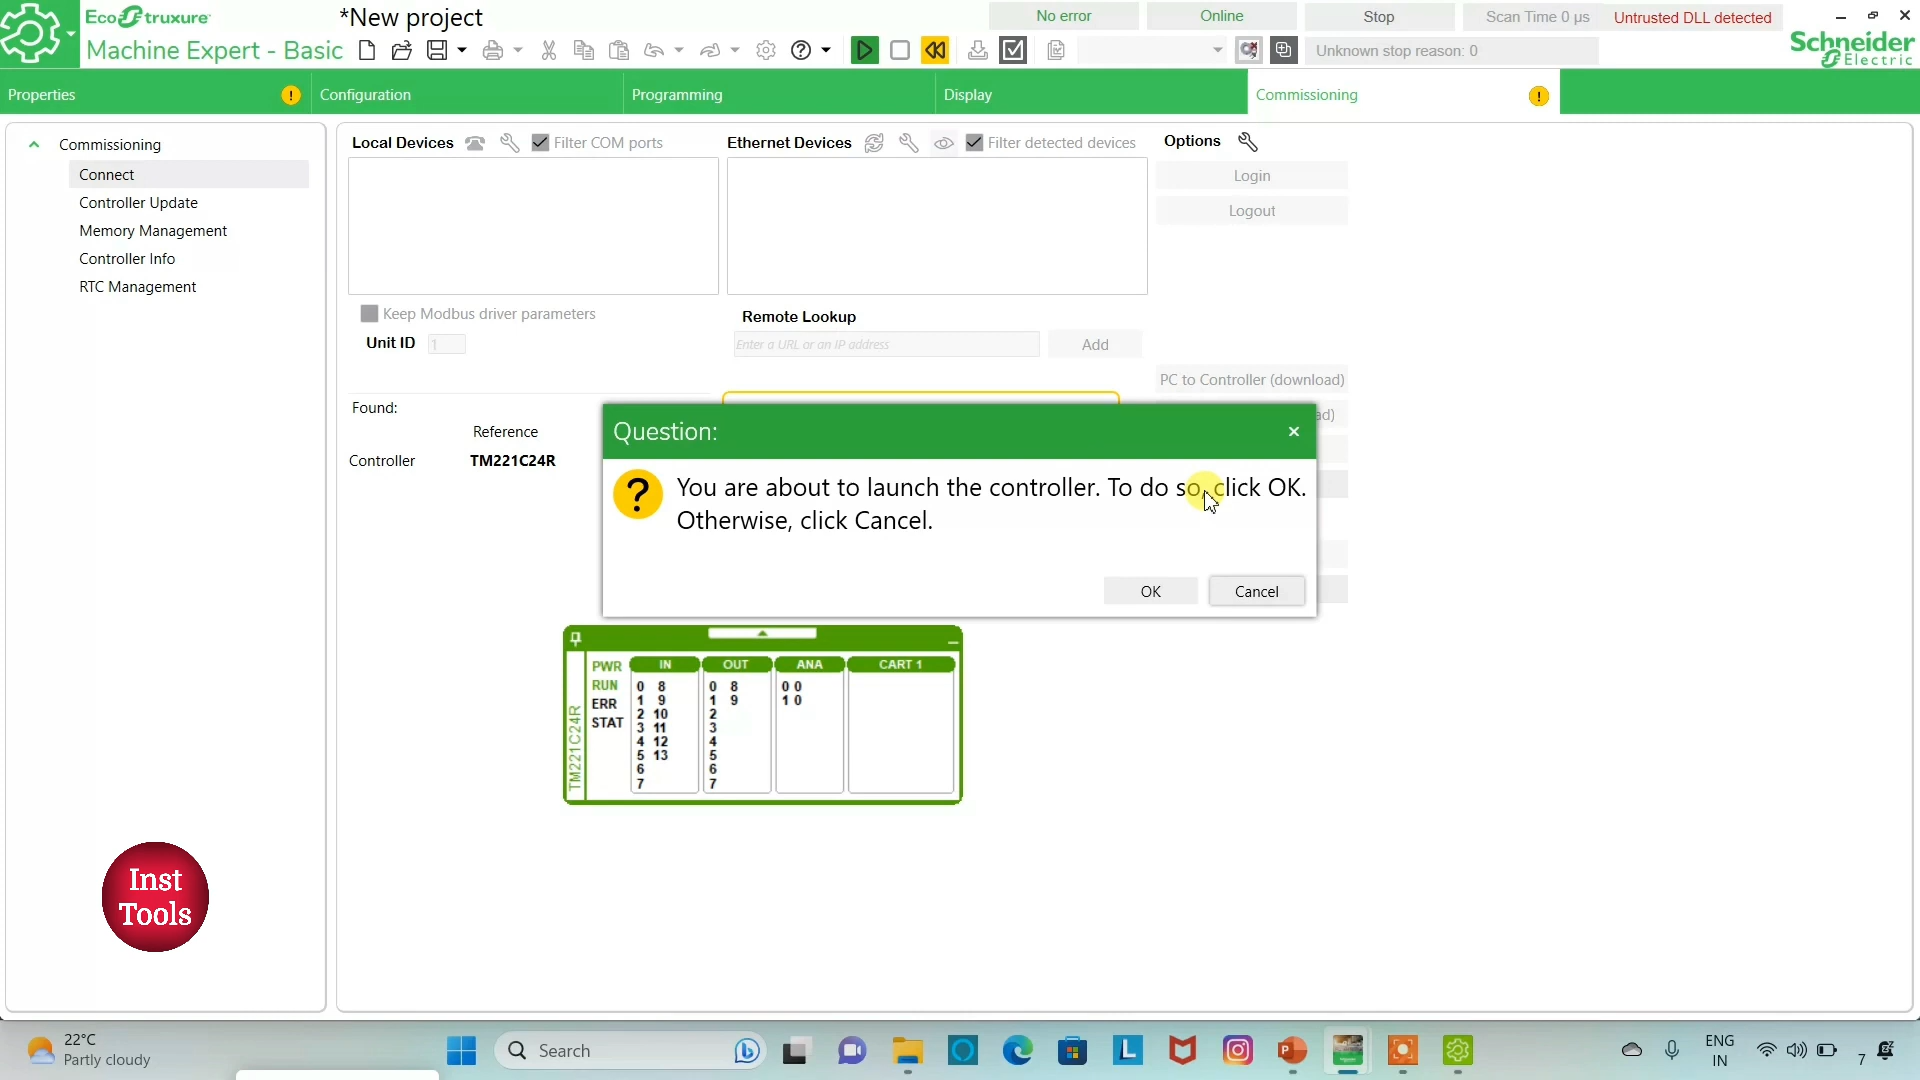 EcoStruxure
Machine Expert - Basic
*New project
No error
Online
Stop
Scan Time 0 µs
Untrusted DLL detected
Unknown stop reason: 0
Schneider
Electric
Properties
Configuration
Programming
Display
Commissioning
Commissioning
Connect
Controller Update
Memory Management
Controller Info
RTC Management
Local Devices
Filter COM ports
Ethernet Devices
Filter detected devices
Options
Login
Logout
Keep Modbus driver parameters
Unit ID
1
Remote Lookup
Enter a URL or an IP address
Add
PC to Controller (download)
ad)
Found:
Reference
Controller
TM221C24R
Question:
You are about to launch the controller. To do so, click OK.
Otherwise, click Cancel.
OK
Cancel
TM221C24R
PWR
RUN
ERR
STAT
IN
0 8
1 9
2 10
3 11
4 12
5 13
6
7
OUT
0 8
1 9
2
3
4
5
6
7
ANA
0 0
1 0
CART 1
Inst
Tools
22°C
Partly cloudy
Search
ENG
IN
7